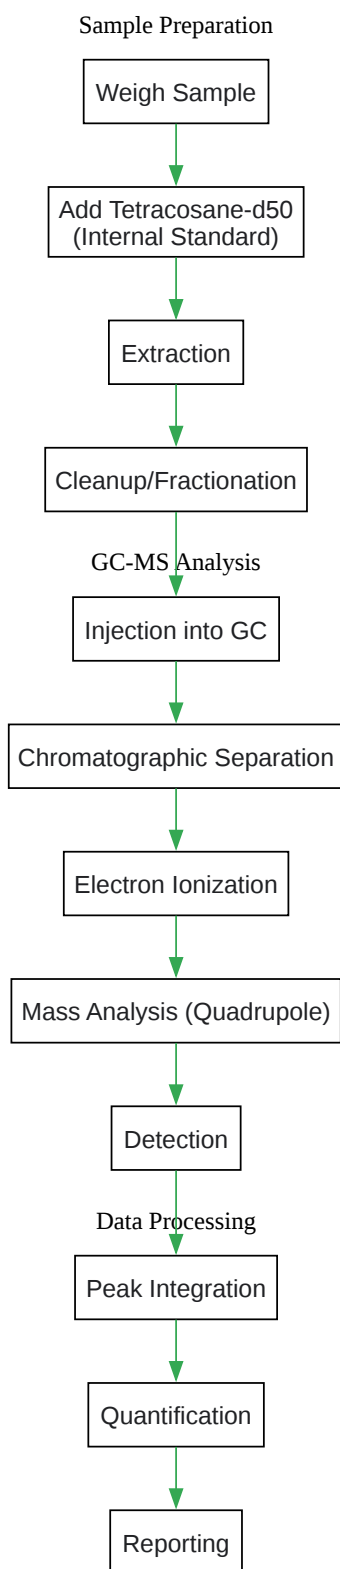 Sample Preparation
Weigh Sample
Add Tetracosane-d50
(Internal Standard)
Extraction
Cleanup/Fractionation
GC-MS Analysis
Injection into GC
Chromatographic Separation
Electron Ionization
Mass Analysis (Quadrupole)
Detection
Data Processing
Peak Integration
Quantification
Reporting